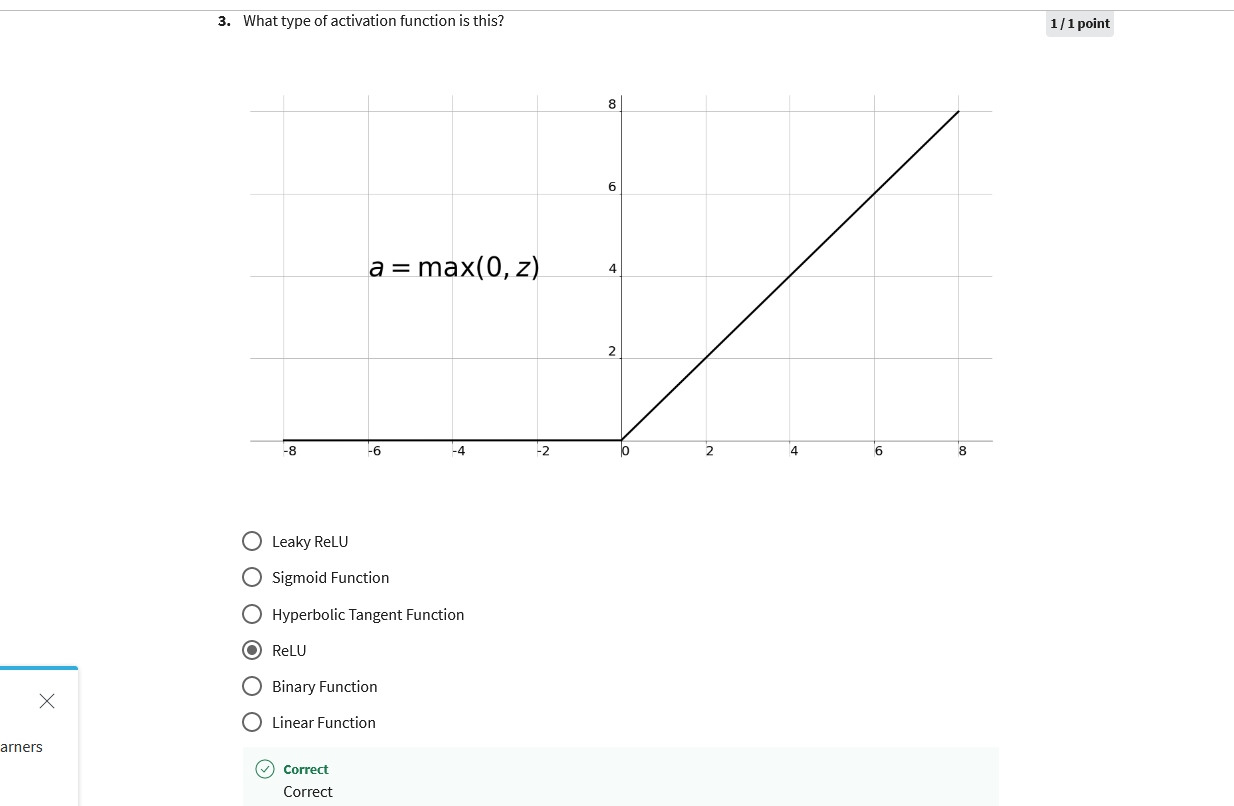 3. What type of activation function is this?
1 / 1 point
8
6
a = max(0, z)
4
2
-8 -6 -4 -2 0 2 4 6 8
Leaky ReLU
Sigmoid Function
Hyperbolic Tangent Function
ReLU
Binary Function
Linear Function
arners
Correct
Correct